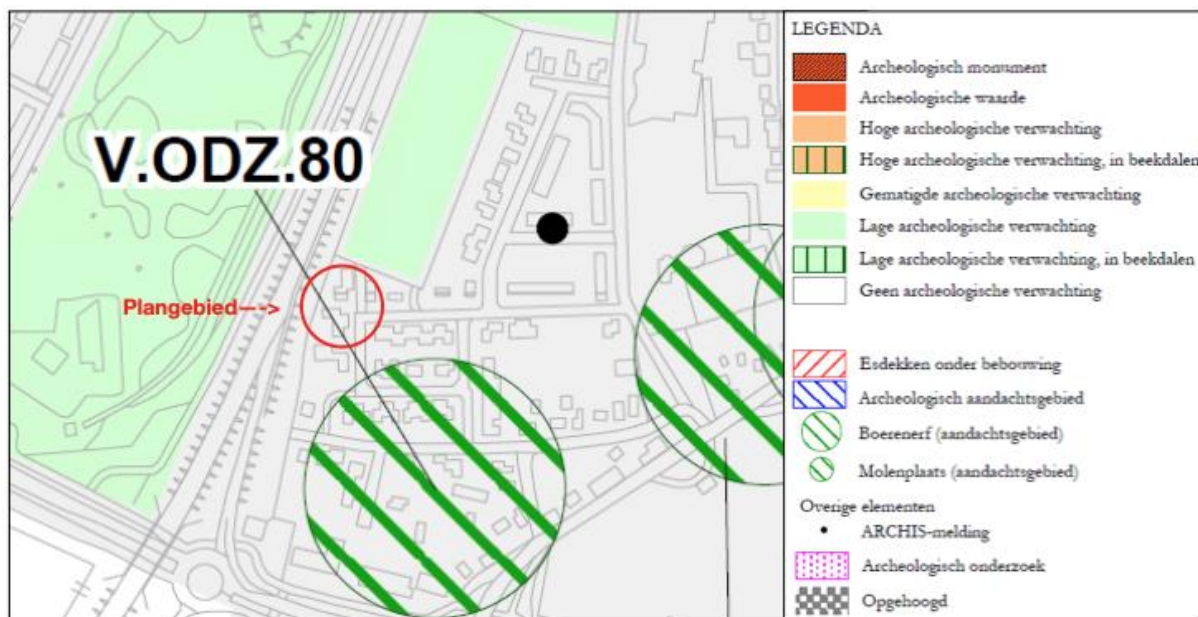 V.ODZ.80
Plangebied--->
LEGENDA
Archeologisch monument
Archeologische waarde
Hoge archeologische verwachting
Hoge archeologische verwachting, in beekdalen
Gematigde archeologische verwachting
Lage archeologische verwachting
Lage archeologische verwachting, in beekdalen
Geen archeologische verwachting
Esdekken onder bebouwing
Archeologisch aandachtsgebied
Boerenerf (aandachtsgebied)
Molenplaats (aandachtsgebied)
Overige elementen
ARCHIS-melding
Archeologisch onderzoek
Opgehoogd